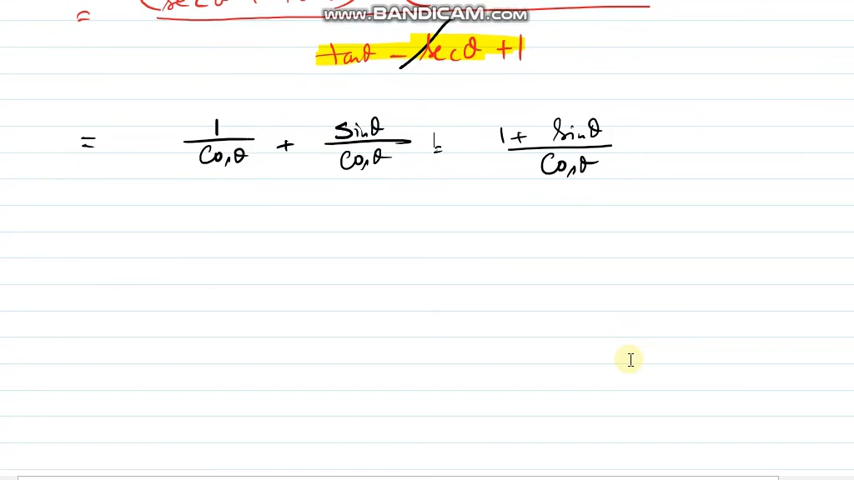 www.BANDICAM.com
=
tanθ - secθ + 1
= 1/Cosθ + sinθ/Cosθ = 1 + sinθ/Cosθ